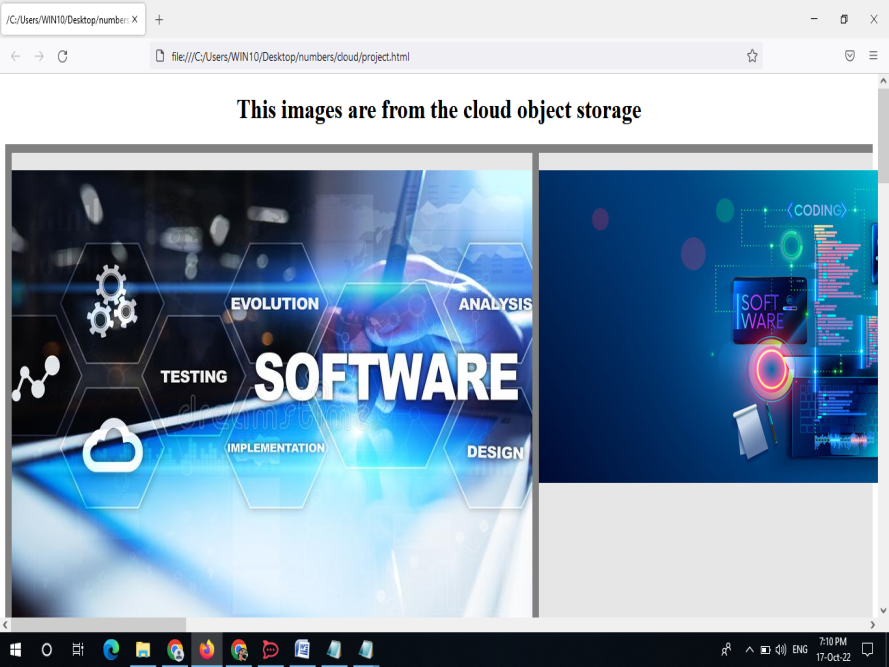 /C:/Users/WIN10/Desktop/numbers
file:///C:/Users/WIN10/Desktop/numbers/cloud/project.html
This images are from the cloud object storage
EVOLUTION
ANALYSIS
TESTING
SOFTWARE
IMPLEMENTATION
DESIGN
dreamstime
<CODING>
SOFT
WARE
ENG
7:10 PM
17-Oct-22